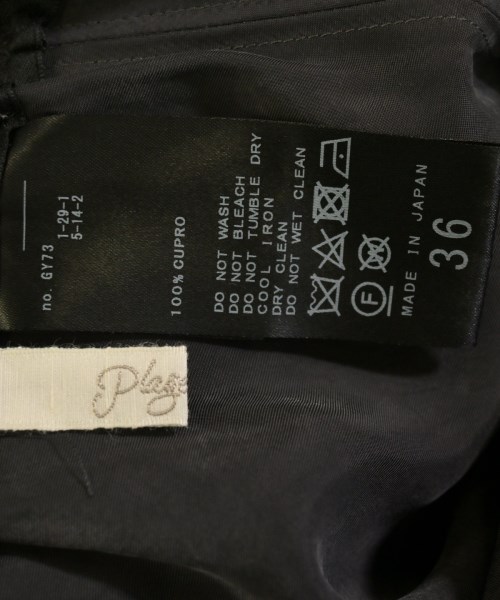 no. GY73
1-29-1
5-14-2
100% CUPRO
DO NOT WASH
DO NOT BLEACH
DO NOT TUMBLE DRY
COOL IRON
DRY CLEAN
DO NOT WET CLEAN
F
MADE IN JAPAN
36
Plage